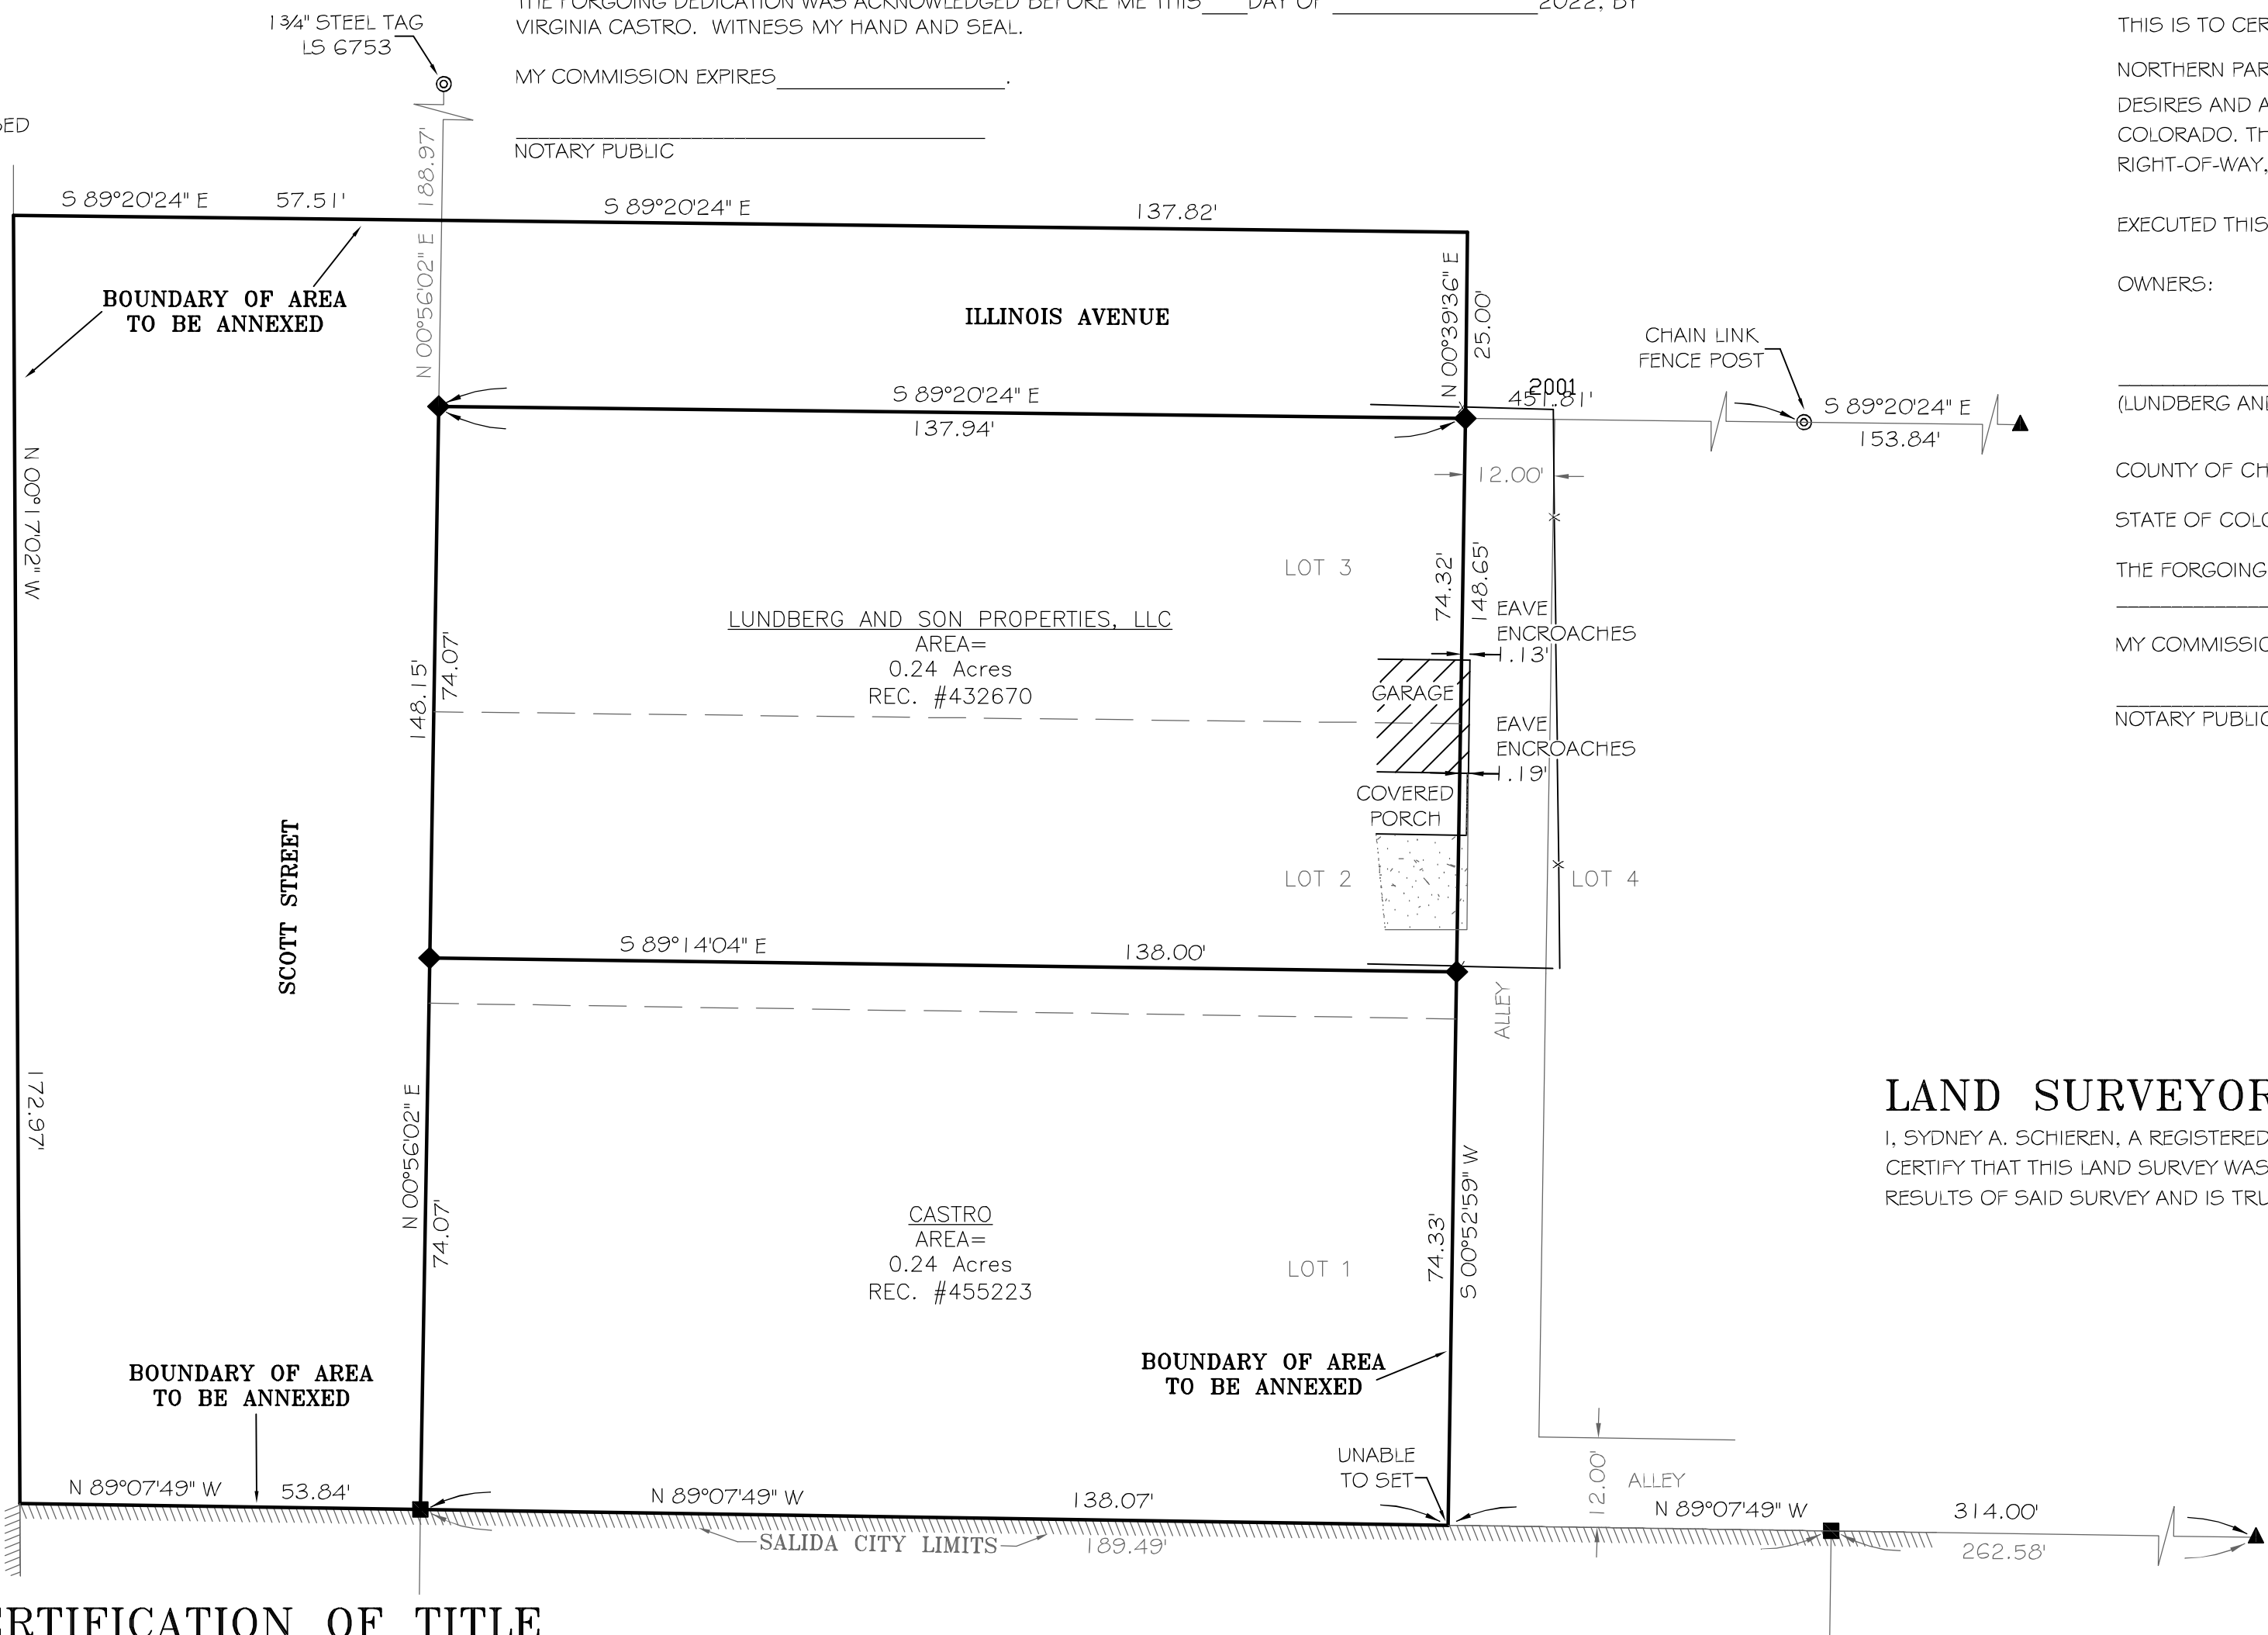 THE FORGOING DEDICATION WAS ACKNOWLEDGED BEFORE ME THIS____DAY OF __________________2022, BY
VIRGINIA CASTRO. WITNESS MY HAND AND SEAL.
MY COMMISSION EXPIRES____________________.
NOTARY PUBLIC
1 3/4" STEEL TAG
LS 6753
S 89°20'24" E
57.51'
S 89°20'24" E
137.82'
N 00°56'02" E 188.97'
BOUNDARY OF AREA
TO BE ANNEXED
ILLINOIS AVENUE
N 00°39'36" E
25.00'
CHAIN LINK
FENCE POST
2001
451.81'
S 89°20'24" E
153.84'
S 89°20'24" E
137.94'
12.00'
N 00°17'02" W
172.97'
LOT 3
74.32'
148.65'
LUNDBERG AND SON PROPERTIES, LLC
AREA=
0.24 Acres
REC. #432670
148.15'
74.07'
EAVE
ENCROACHES
1.13'
GARAGE
EAVE
ENCROACHES
1.19'
COVERED
PORCH
LOT 2
LOT 4
SCOTT STREET
S 89°14'04" E
138.00'
ALLEY
N 00°56'02" E
74.07'
CASTRO
AREA=
0.24 Acres
REC. #455223
LOT 1
74.33'
S 00°52'59" W
BOUNDARY OF AREA
TO BE ANNEXED
BOUNDARY OF AREA
TO BE ANNEXED
UNABLE
TO SET
12.00'
ALLEY
N 89°07'49" W
53.84'
N 89°07'49" W
138.07'
N 89°07'49" W
314.00'
SALIDA CITY LIMITS
189.49'
262.58'
THIS IS TO CER
NORTHERN PAR
DESIRES AND A
COLORADO. TH
RIGHT-OF-WAY,
EXECUTED THIS
OWNERS:
(LUNDBERG AN
COUNTY OF CH
STATE OF COLO
THE FORGOING
MY COMMISSIO
NOTARY PUBLIC
LAND SURVEYOR
I, SYDNEY A. SCHIEREN, A REGISTERED
CERTIFY THAT THIS LAND SURVEY WAS
RESULTS OF SAID SURVEY AND IS TRU
ERTIFICATION OF TITLE